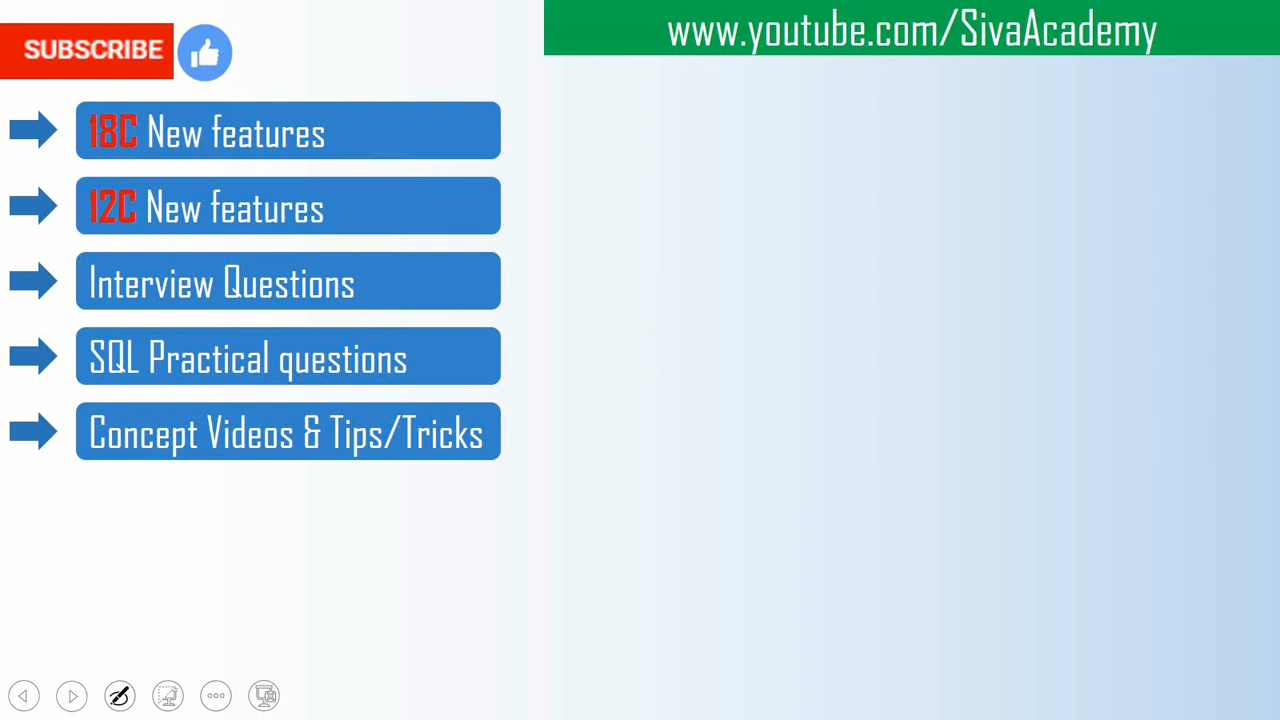 SUBSCRIBE
www.youtube.com/SivaAcademy
18C New features
12C New features
Interview Questions
SQL Practical questions
Concept Videos & Tips/Tricks